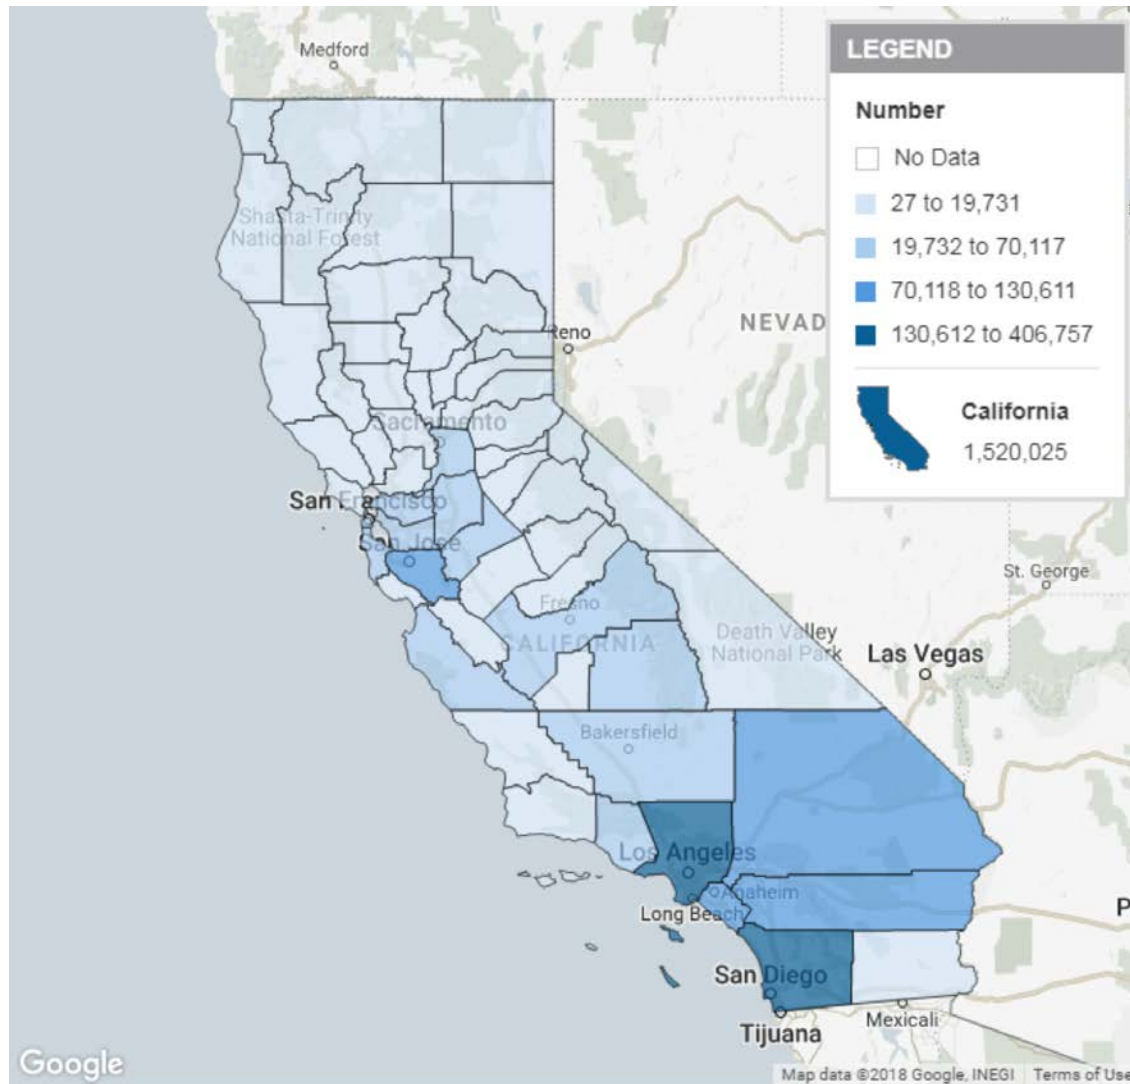 Medford
LEGEND
Number
No Data
27 to 19,731
19,732 to 70,117
70,118 to 130,611
130,612 to 406,757
California
1,520,025
Shasta-Trinity
National Forest
Reno
NEVAD
Sacramento
San Francisco
San Jose
Fresno
CALIFORNIA
Death Valley
National Park
St. George
Las Vegas
Bakersfield
Los Angeles
Anaheim
Long Beach
P
San Diego
Tijuana
Mexicali
Google
Map data ©2018 Google, INEGI
Terms of Use